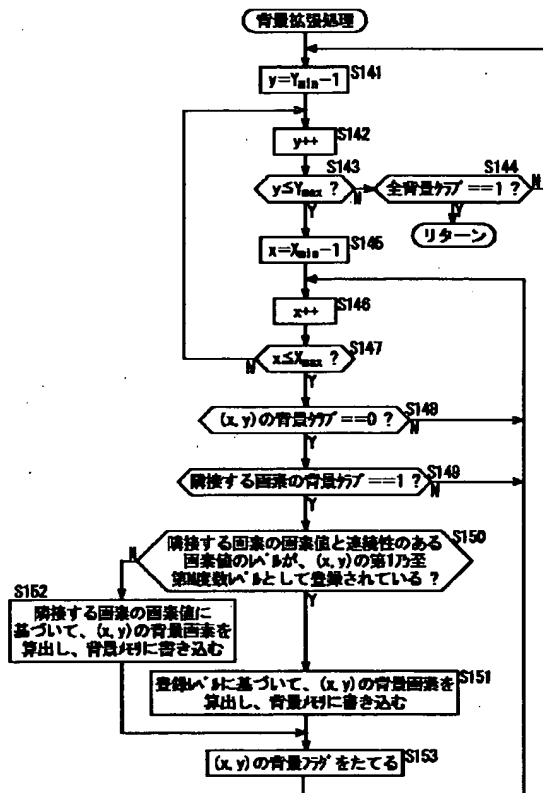 背景拡張処理
S141
y=Ymin-1
S142
y++
S143
y≤Ymax ?
N
Y
S144
全背景ﾌﾗｸﾞ==1 ?
N
Y
リターン
S145
x=Xmin-1
S146
x++
S147
x≤Xmax ?
N
Y
S149
(x,y)の背景ﾌﾗｸﾞ==0 ?
N
Y
S149
隣接する画素の背景ﾌﾗｸﾞ==1 ?
N
Y
S150
隣接する画素の画素値と連続性のある
画素値のﾚﾍﾞﾙが、(x,y)の第1乃至
第N度数ﾚﾍﾞﾙとして登録されている ?
N
Y
S152
隣接する画素の画素値に
基づいて、(x,y)の背景画素を
算出し、背景ﾒﾓﾘに書き込む
S151
登録ﾚﾍﾞﾙに基づいて、(x,y)の背景画素を
算出し、背景ﾒﾓﾘに書き込む
S153
(x,y)の背景ﾌﾗｸﾞをたてる